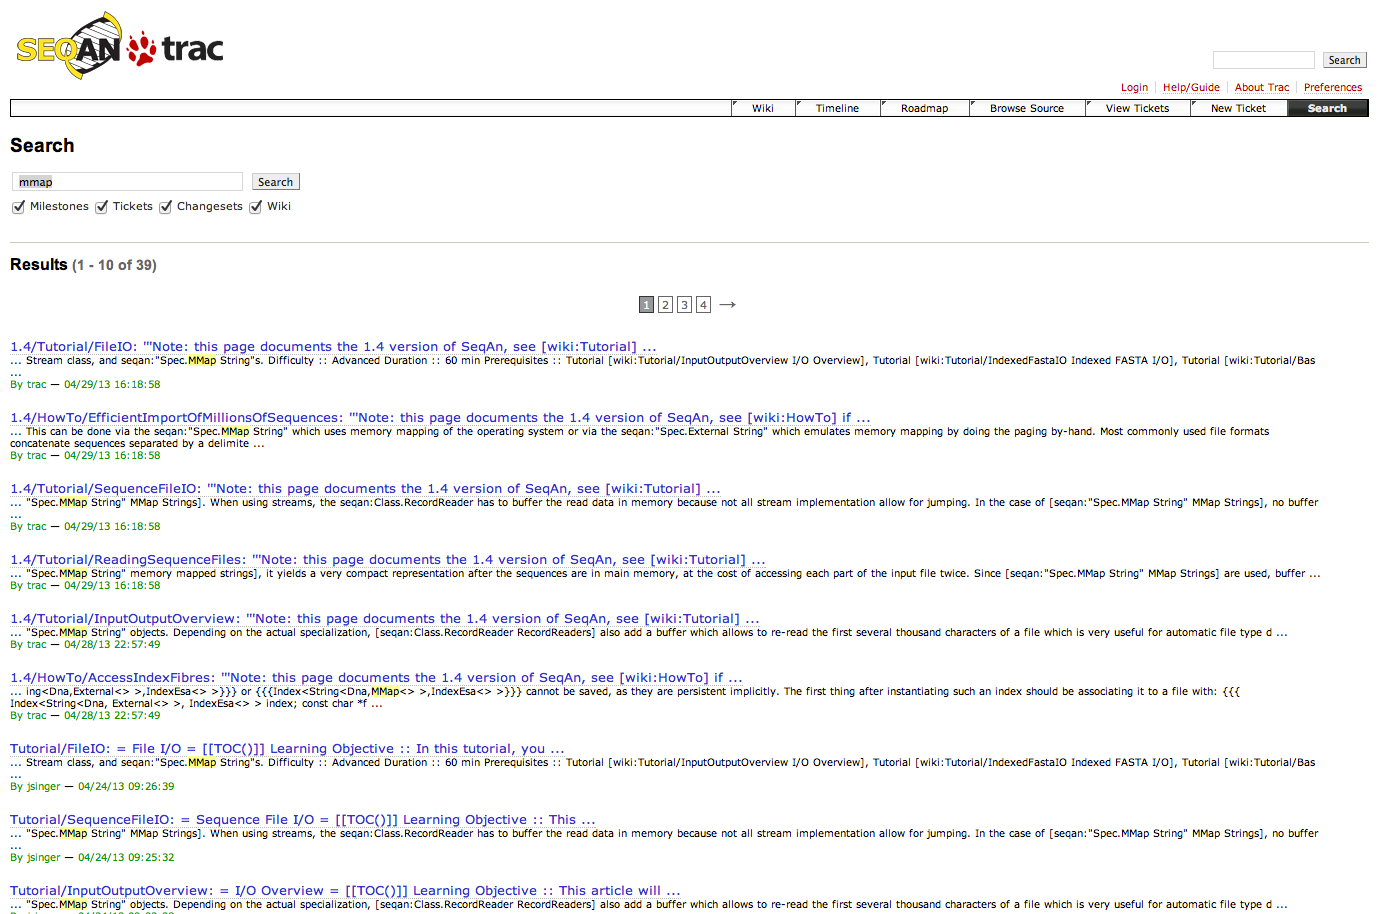 SEQAN trac
Search
Login Help/Guide About Trac Preferences
Wiki Timeline Roadmap Browse Source View Tickets New Ticket Search
Search
mmap Search
Milestones Tickets Changesets Wiki
Results (1 - 10 of 39)
1 2 3 4 →
1.4/Tutorial/FileIO: '"Note: this page documents the 1.4 version of SeqAn, see [wiki:Tutorial] ...
... Stream class, and seqan:"Spec.MMap String"s. Difficulty :: Advanced Duration :: 60 min Prerequisites :: Tutorial [wiki:Tutorial/InputOutputOverview I/O Overview], Tutorial [wiki:Tutorial/IndexedFastaIO Indexed FASTA I/O], Tutorial [wiki:Tutorial/Bas
...
By trac — 04/29/13 16:18:58
1.4/HowTo/EfficientImportOfMillionsOfSequences: '"Note: this page documents the 1.4 version of SeqAn, see [wiki:HowTo] if ...
... This can be done via the seqan:"Spec.MMap String" which uses memory mapping of the operating system or via the seqan:"Spec.External String" which emulates memory mapping by doing the paging by-hand. Most commonly used file formats
concatenate sequences separated by a delimite ...
By trac — 04/29/13 16:18:58
1.4/Tutorial/SequenceFileIO: '"Note: this page documents the 1.4 version of SeqAn, see [wiki:Tutorial] ...
... "Spec.MMap String" MMap Strings]. When using streams, the seqan:Class.RecordReader has to buffer the read data in memory because not all stream implementation allow for jumping. In the case of [seqan:"Spec.MMap String" MMap Strings], no buffer
...
By trac — 04/29/13 16:18:58
1.4/Tutorial/ReadingSequenceFiles: '"Note: this page documents the 1.4 version of SeqAn, see [wiki:Tutorial] ...
... "Spec.MMap String" memory mapped strings], it yields a very compact representation after the sequences are in main memory, at the cost of accessing each part of the input file twice. Since [seqan:"Spec.MMap String" MMap Strings] are used, buffer ...
By trac — 04/29/13 16:18:58
1.4/Tutorial/InputOutputOverview: '"Note: this page documents the 1.4 version of SeqAn, see [wiki:Tutorial] ...
... "Spec.MMap String" objects. Depending on the actual specialization, [seqan:Class.RecordReader RecordReaders] also add a buffer which allows to re-read the first several thousand characters of a file which is very useful for automatic file type d ...
By trac — 04/28/13 22:57:49
1.4/HowTo/AccessIndexFibres: '"Note: this page documents the 1.4 version of SeqAn, see [wiki:HowTo] if ...
... ing<Dna,External<> >,IndexEsa<> >}}} or {{{Index<String<Dna,MMap<> >,IndexEsa<> >}}} cannot be saved, as they are persistent implicitly. The first thing after instantiating such an index should be associating it to a file with: {{{
Index<String<Dna, External<> >, IndexEsa<> > index; const char *f ...
By trac — 04/28/13 22:57:49
Tutorial/FileIO: = File I/O = [[TOC()]] Learning Objective :: In this tutorial, you ...
... Stream class, and seqan:"Spec.MMap String"s. Difficulty :: Advanced Duration :: 60 min Prerequisites :: Tutorial [wiki:Tutorial/InputOutputOverview I/O Overview], Tutorial [wiki:Tutorial/IndexedFastaIO Indexed FASTA I/O], Tutorial [wiki:Tutorial/Bas
...
By jsinger — 04/24/13 09:26:39
Tutorial/SequenceFileIO: = Sequence File I/O = [[TOC()]] Learning Objective :: This ...
... "Spec.MMap String" MMap Strings]. When using streams, the seqan:Class.RecordReader has to buffer the read data in memory because not all stream implementation allow for jumping. In the case of [seqan:"Spec.MMap String" MMap Strings], no buffer
...
By jsinger — 04/24/13 09:25:32
Tutorial/InputOutputOverview: = I/O Overview = [[TOC()]] Learning Objective :: This article will ...
... "Spec.MMap String" objects. Depending on the actual specialization, [seqan:Class.RecordReader RecordReaders] also add a buffer which allows to re-read the first several thousand characters of a file which is very useful for automatic file type d ...